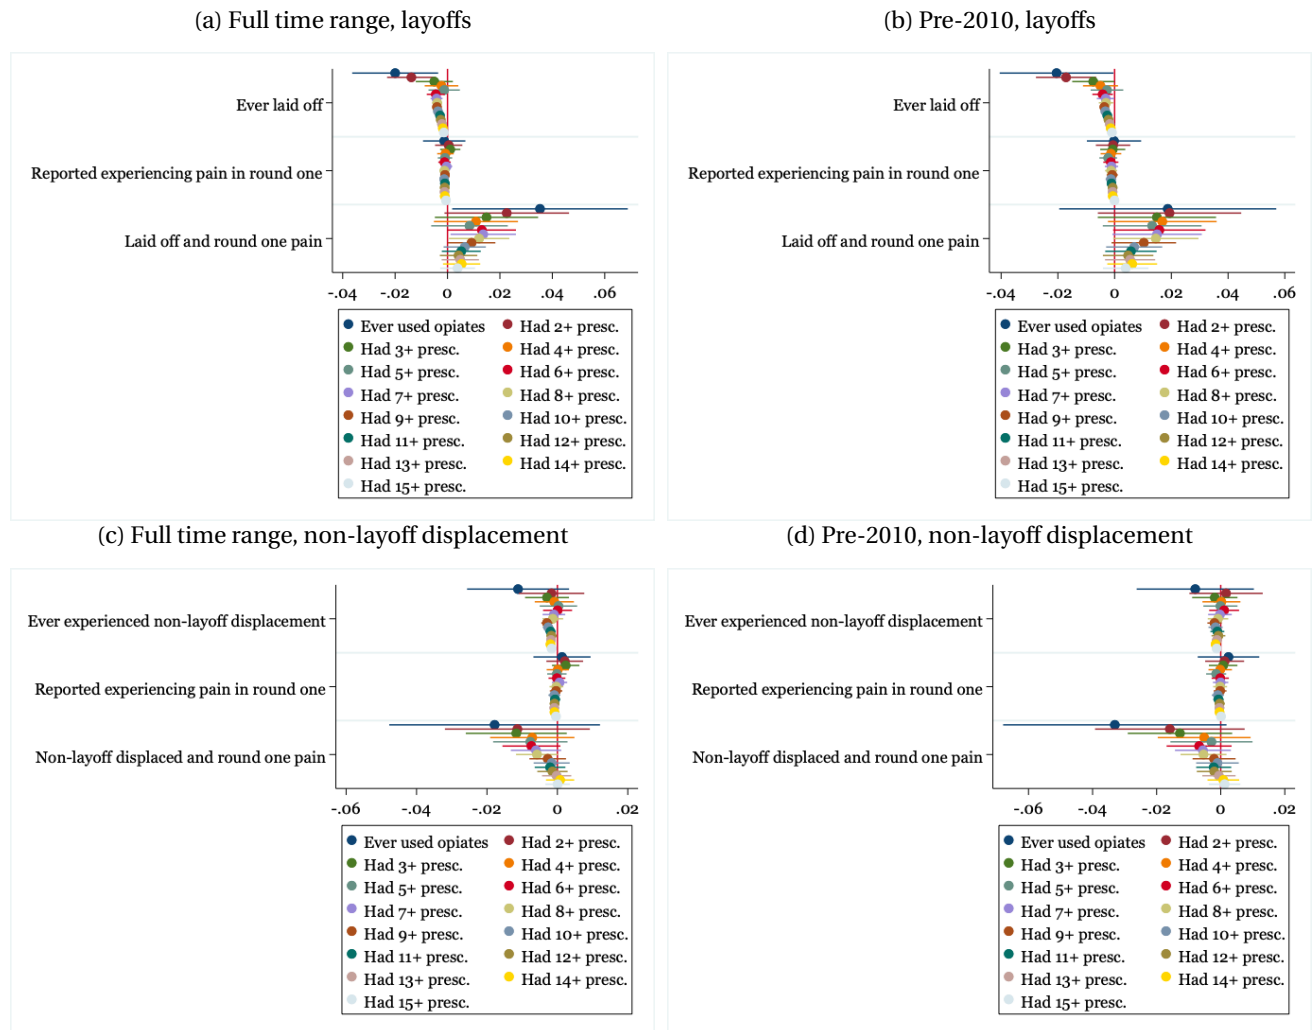 (a) Full time range, layoffs
Ever laid off
Reported experiencing pain in round one
Laid off and round one pain
-.04 -.02 0 .02 .04 .06
Ever used opiates Had 2+ presc.
Had 3+ presc. Had 4+ presc.
Had 5+ presc. Had 6+ presc.
Had 7+ presc. Had 8+ presc.
Had 9+ presc. Had 10+ presc.
Had 11+ presc. Had 12+ presc.
Had 13+ presc. Had 14+ presc.
Had 15+ presc.
(b) Pre-2010, layoffs
Ever laid off
Reported experiencing pain in round one
Laid off and round one pain
-.04 -.02 0 .02 .04 .06
Ever used opiates Had 2+ presc.
Had 3+ presc. Had 4+ presc.
Had 5+ presc. Had 6+ presc.
Had 7+ presc. Had 8+ presc.
Had 9+ presc. Had 10+ presc.
Had 11+ presc. Had 12+ presc.
Had 13+ presc. Had 14+ presc.
Had 15+ presc.
(c) Full time range, non-layoff displacement
Ever experienced non-layoff displacement
Reported experiencing pain in round one
Non-layoff displaced and round one pain
-.06 -.04 -.02 0 .02
Ever used opiates Had 2+ presc.
Had 3+ presc. Had 4+ presc.
Had 5+ presc. Had 6+ presc.
Had 7+ presc. Had 8+ presc.
Had 9+ presc. Had 10+ presc.
Had 11+ presc. Had 12+ presc.
Had 13+ presc. Had 14+ presc.
Had 15+ presc.
(d) Pre-2010, non-layoff displacement
Ever experienced non-layoff displacement
Reported experiencing pain in round one
Non-layoff displaced and round one pain
-.06 -.04 -.02 0 .02
Ever used opiates Had 2+ presc.
Had 3+ presc. Had 4+ presc.
Had 5+ presc. Had 6+ presc.
Had 7+ presc. Had 8+ presc.
Had 9+ presc. Had 10+ presc.
Had 11+ presc. Had 12+ presc.
Had 13+ presc. Had 14+ presc.
Had 15+ presc.